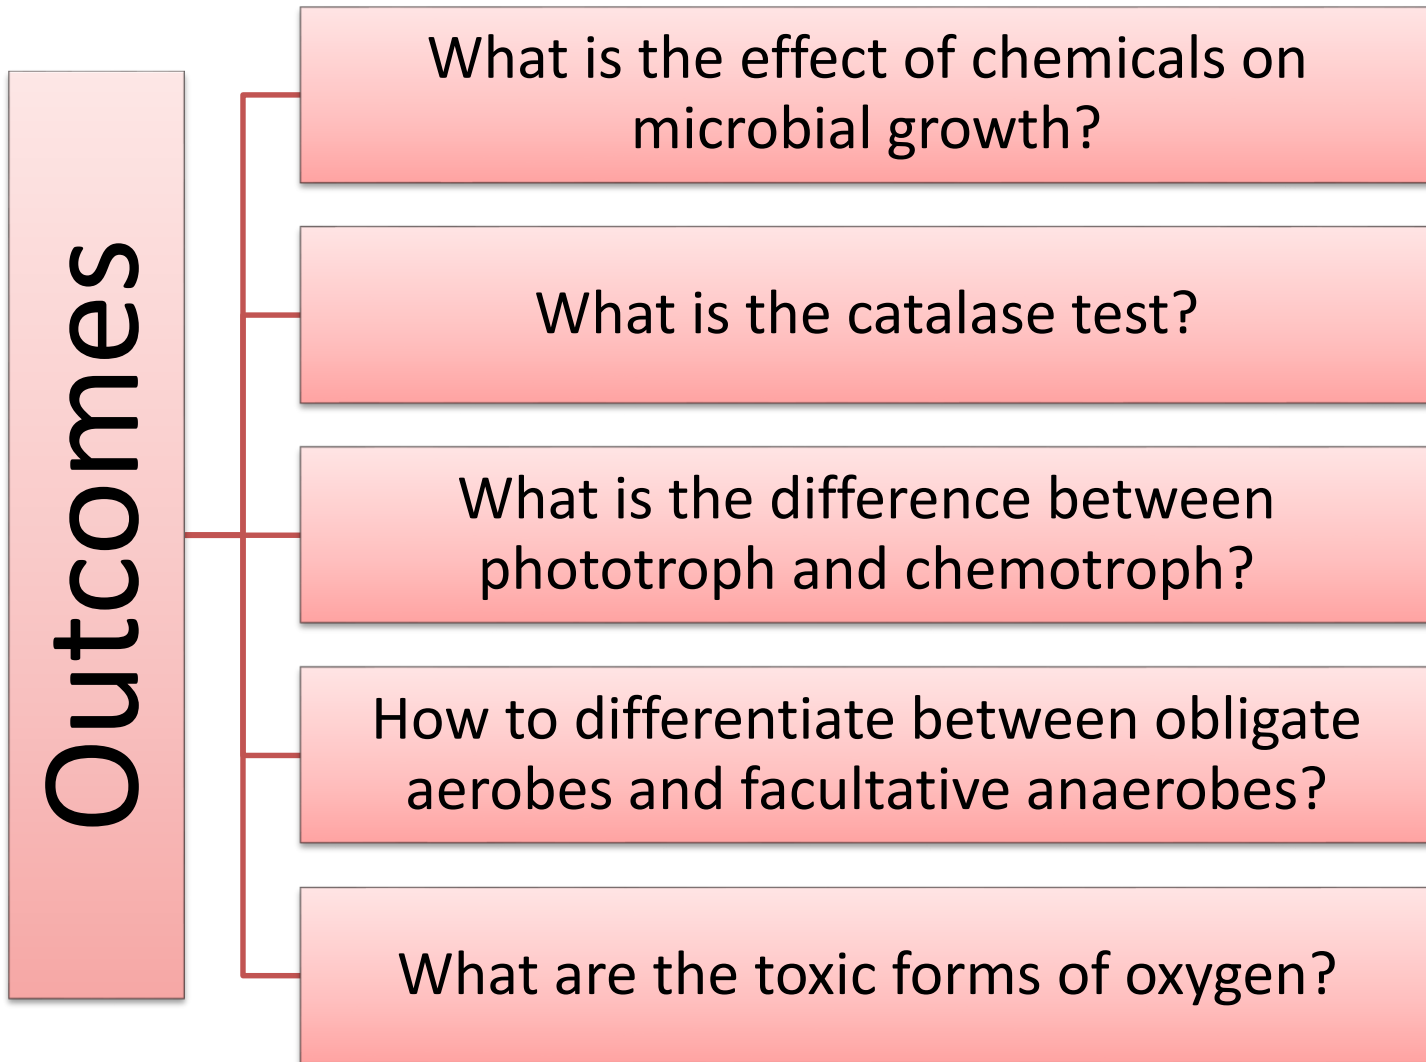 Outcomes
What is the effect of chemicals on
microbial growth?
What is the catalase test?
What is the difference between
phototroph and chemotroph?
How to differentiate between obligate
aerobes and facultative anaerobes?
What are the toxic forms of oxygen?